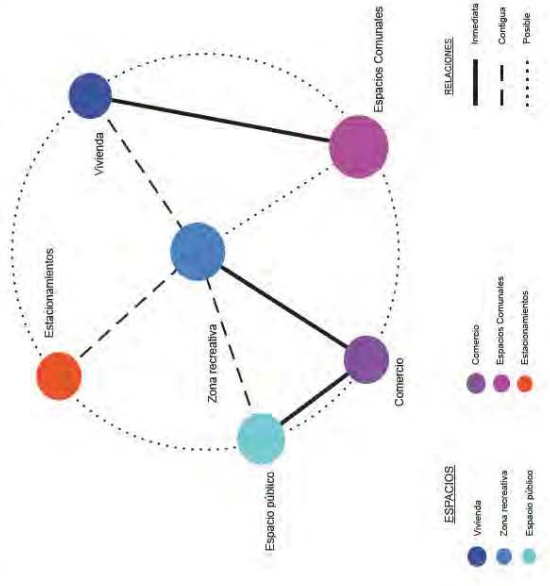 Estacionamientos
Vivienda
Zona recreativa
Espacio público
Comercio
Espacios Comunales
ESPACIOS
Vivienda
Zona recreativa
Espacio público
Comercio
Espacios Comunales
Estacionamientos
RELACIONES
Inmediata
Contigua
Posible